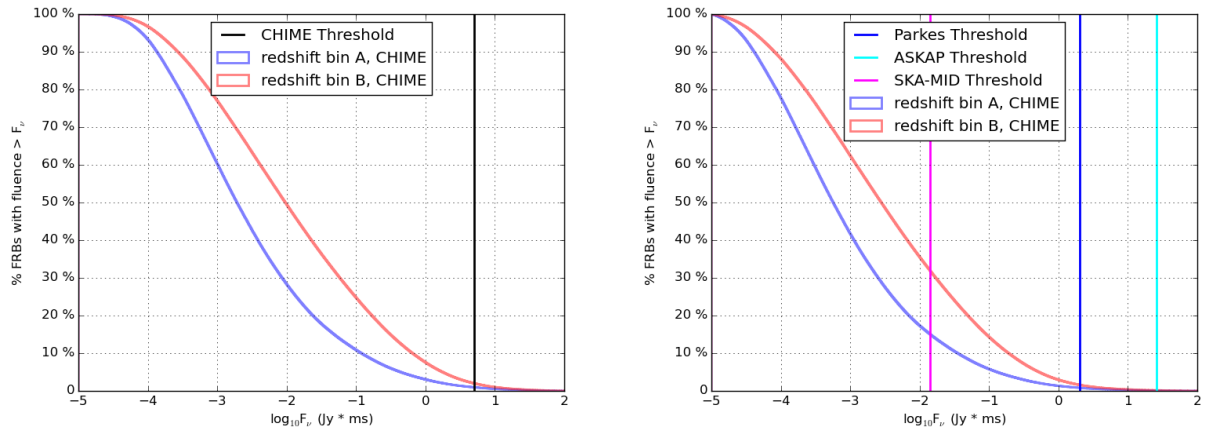 % FRBs with fluence > Fν
100 %
90 %
80 %
70 %
60 %
50 %
40 %
30 %
20 %
10 %
0
CHIME Threshold
redshift bin A, CHIME
redshift bin B, CHIME
−5 −4 −3 −2 −1 0 1 2
log₁₀Fν (Jy * ms)
% FRBs with fluence > Fν
100 %
90 %
80 %
70 %
60 %
50 %
40 %
30 %
20 %
10 %
0
Parkes Threshold
ASKAP Threshold
SKA-MID Threshold
redshift bin A, CHIME
redshift bin B, CHIME
−5 −4 −3 −2 −1 0 1 2
log₁₀Fν (Jy * ms)